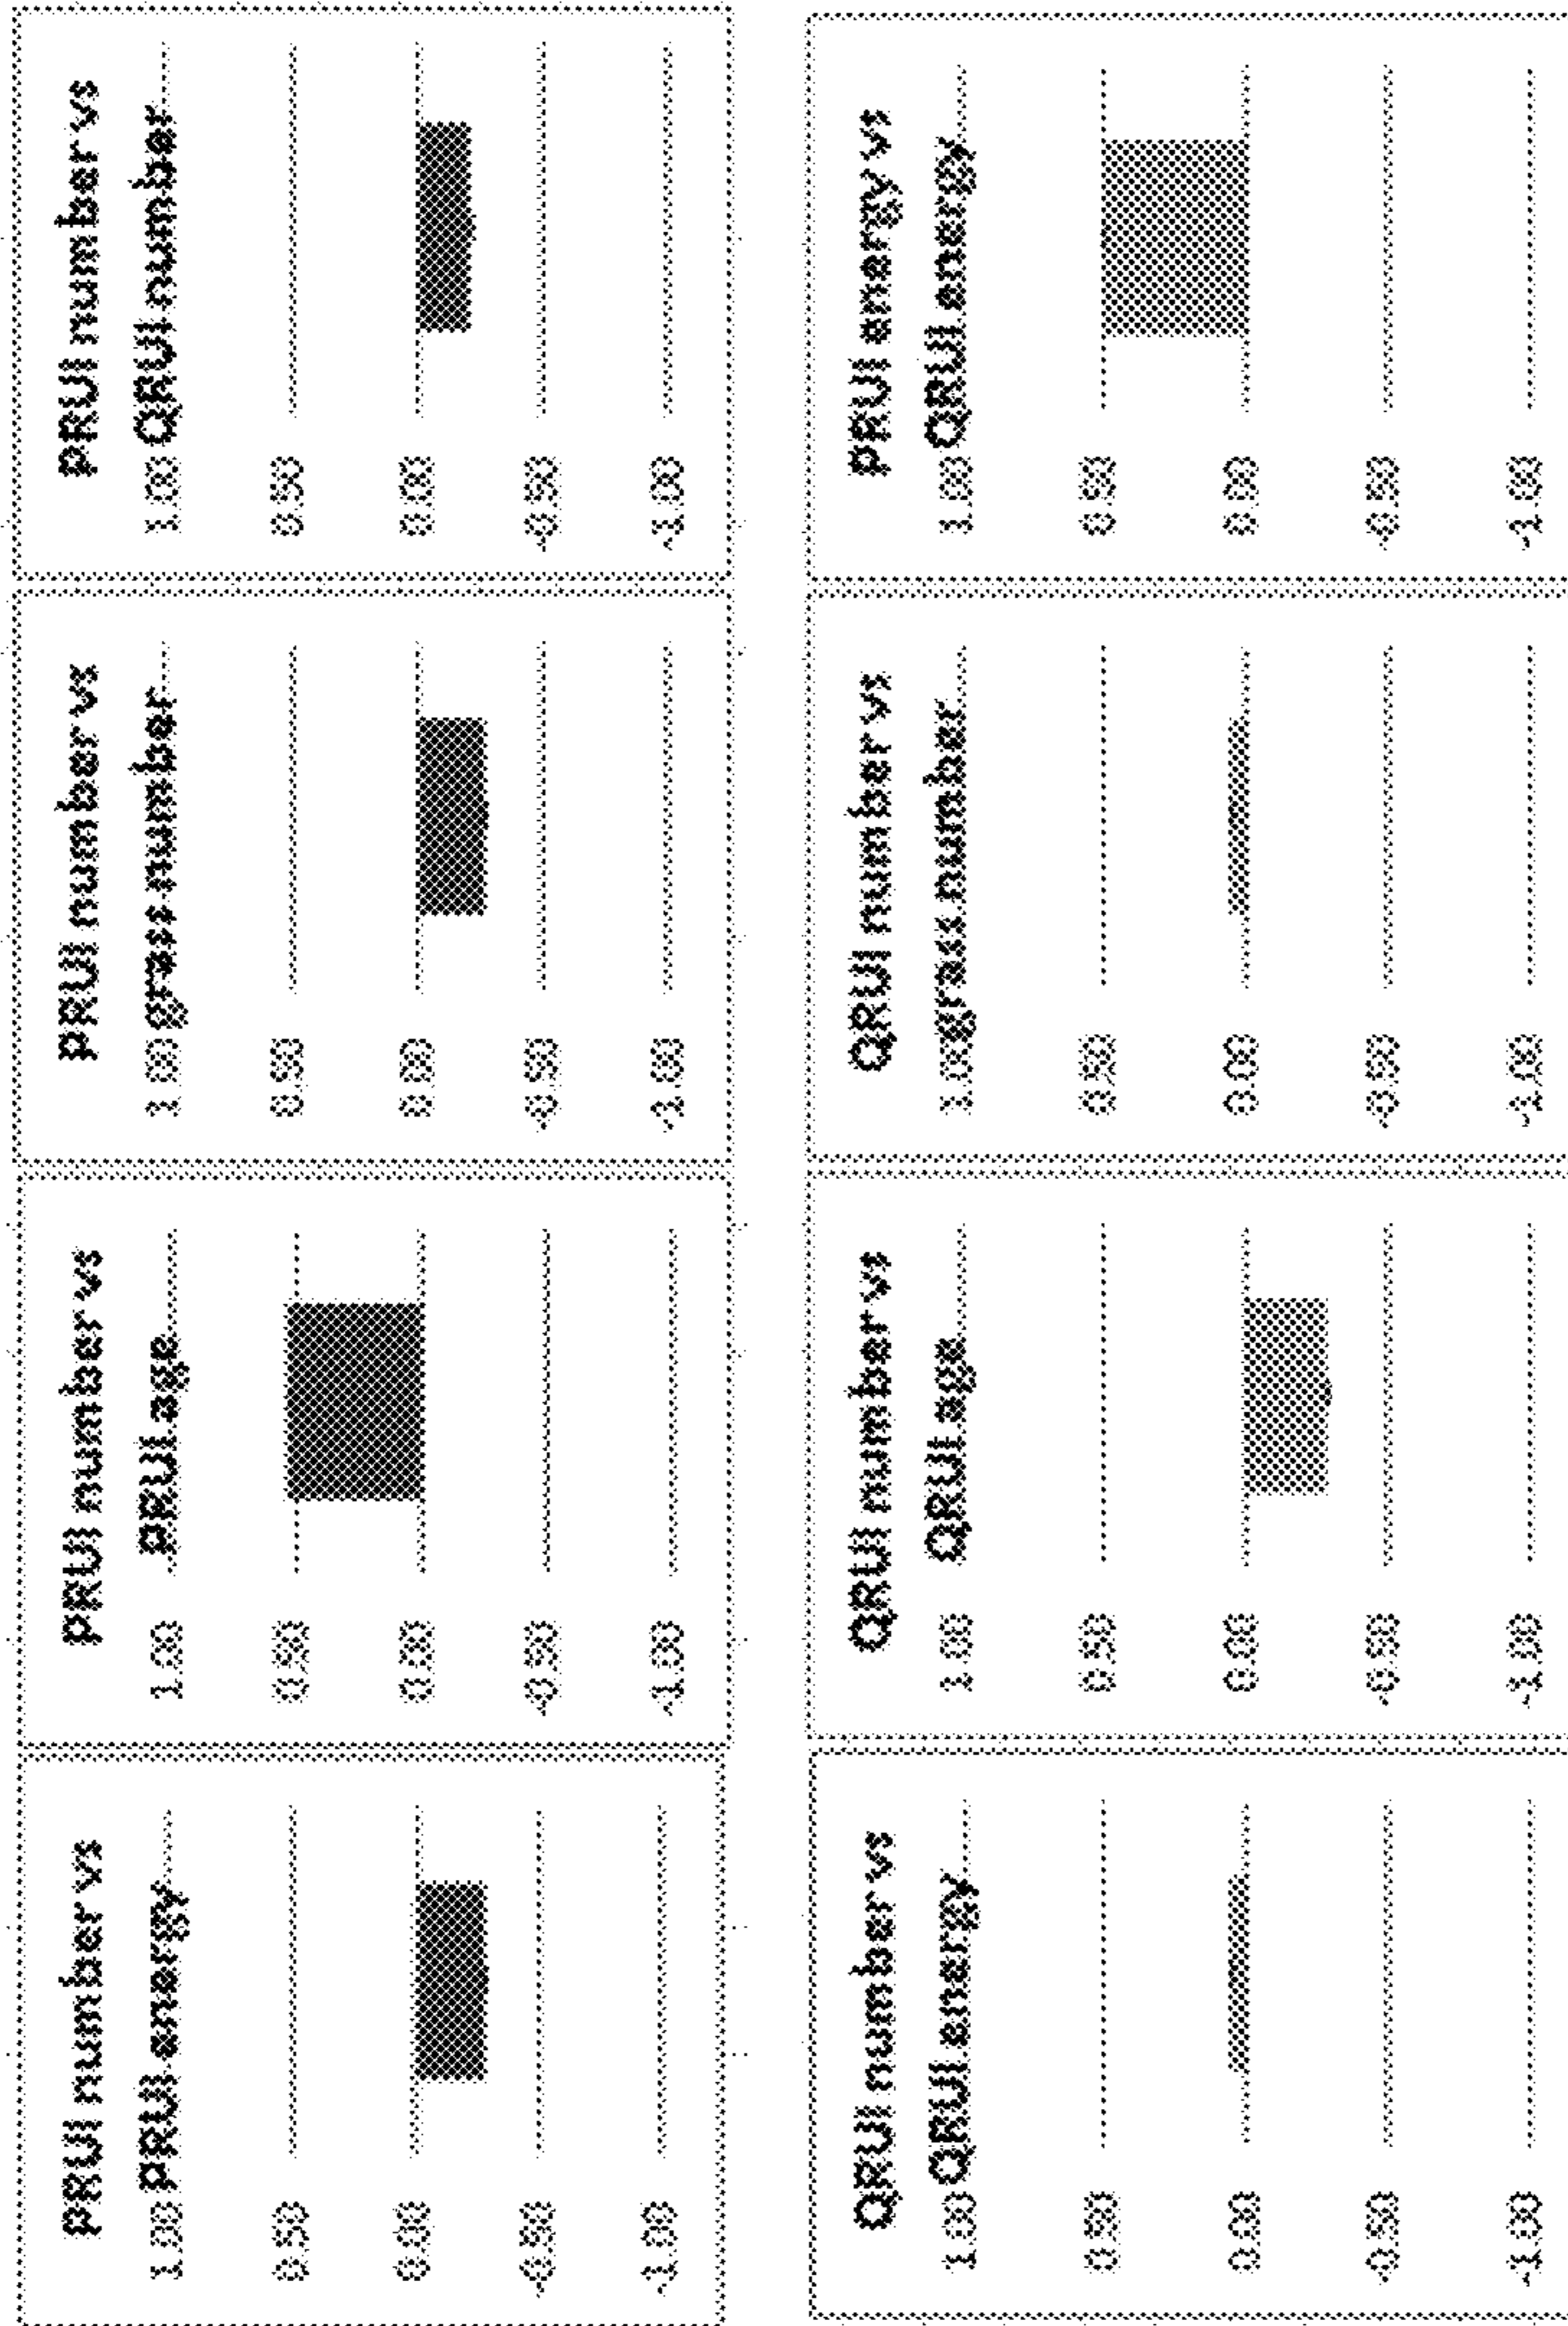 PRUI number vs
PRUI energy
1.00
0.50
0.00
-0.50
-1.00
PRUI number vs
PRUI age
1.00
0.50
0.00
-0.50
-1.00
PRUI number vs
grass number
1.00
0.50
0.00
-0.50
-1.00
PRUI number vs
QRUI number
1.00
0.50
0.00
-0.50
-1.00
QRUI number vs
QRUI energy
1.00
0.50
0.00
-0.50
-1.00
QRUI number vs
QRUI age
1.00
0.50
0.00
-0.50
-1.00
QRUI number vs
grass number
1.00
0.50
0.00
-0.50
-1.00
PRUI energy vs
QRUI energy
1.00
0.50
0.00
-0.50
-1.00